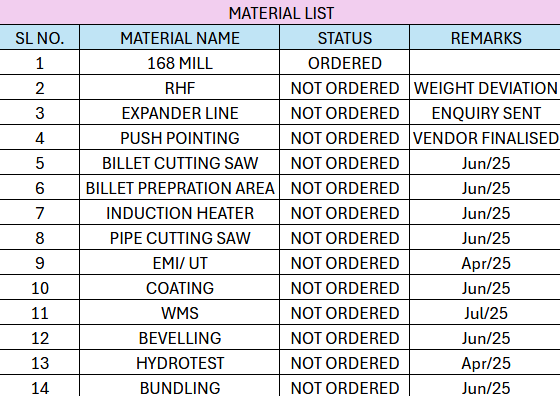 MATERIAL LIST
SL NO. MATERIAL NAME STATUS REMARKS
1 168 MILL ORDERED
2 RHF NOT ORDERED WEIGHT DEVIATION
3 EXPANDER LINE NOT ORDERED ENQUIRY SENT
4 PUSH POINTING NOT ORDERED VENDOR FINALISED
5 BILLET CUTTING SAW NOT ORDERED Jun/25
6 BILLET PREPRATION AREA NOT ORDERED Jun/25
7 INDUCTION HEATER NOT ORDERED Jun/25
8 PIPE CUTTING SAW NOT ORDERED Jun/25
9 EMI/ UT NOT ORDERED Apr/25
10 COATING NOT ORDERED Jun/25
11 WMS NOT ORDERED Jul/25
12 BEVELLING NOT ORDERED Jun/25
13 HYDROTEST NOT ORDERED Apr/25
14 BUNDLING NOT ORDERED Jun/25